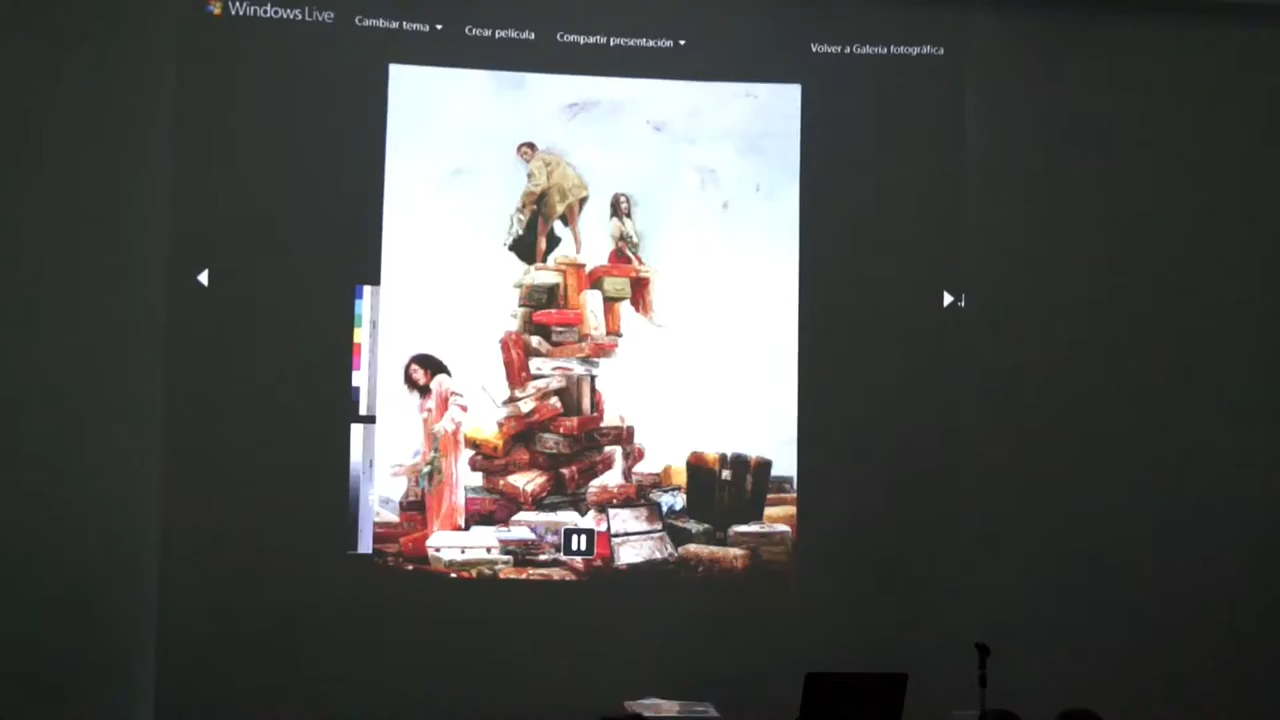 Windows Live
Cambiar tema
Crear película
Compartir presentación
Volver a Galería fotográfica